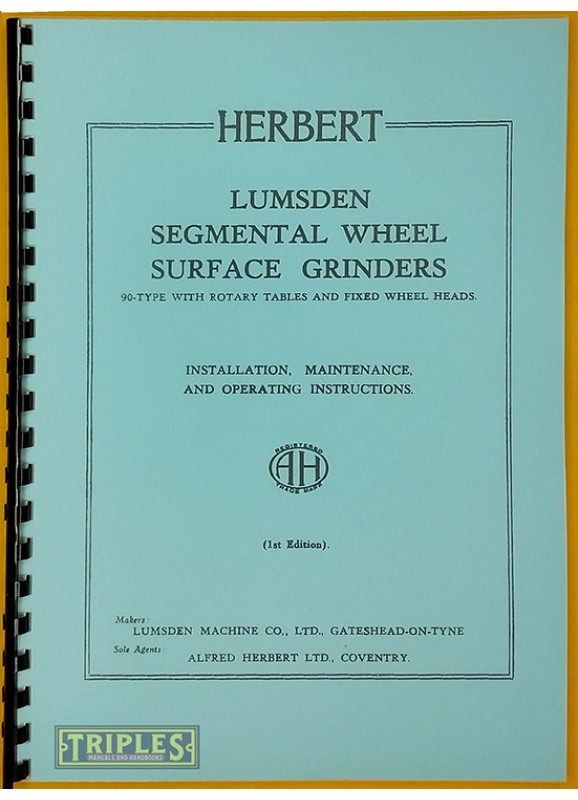 HERBERT
LUMSDEN
SEGMENTAL WHEEL
SURFACE GRINDERS
90-TYPE WITH ROTARY TABLES AND FIXED WHEEL HEADS.
INSTALLATION, MAINTENANCE,
AND OPERATING INSTRUCTIONS.
REGISTERED
AH
TRADE MARK
(1st Edition).
Makers:
LUMSDEN MACHINE CO., LTD., GATESHEAD-ON-TYNE
Sole Agents:
ALFRED HERBERT LTD., COVENTRY.
TRIPLES
MANUALS AND HANDBOOKS